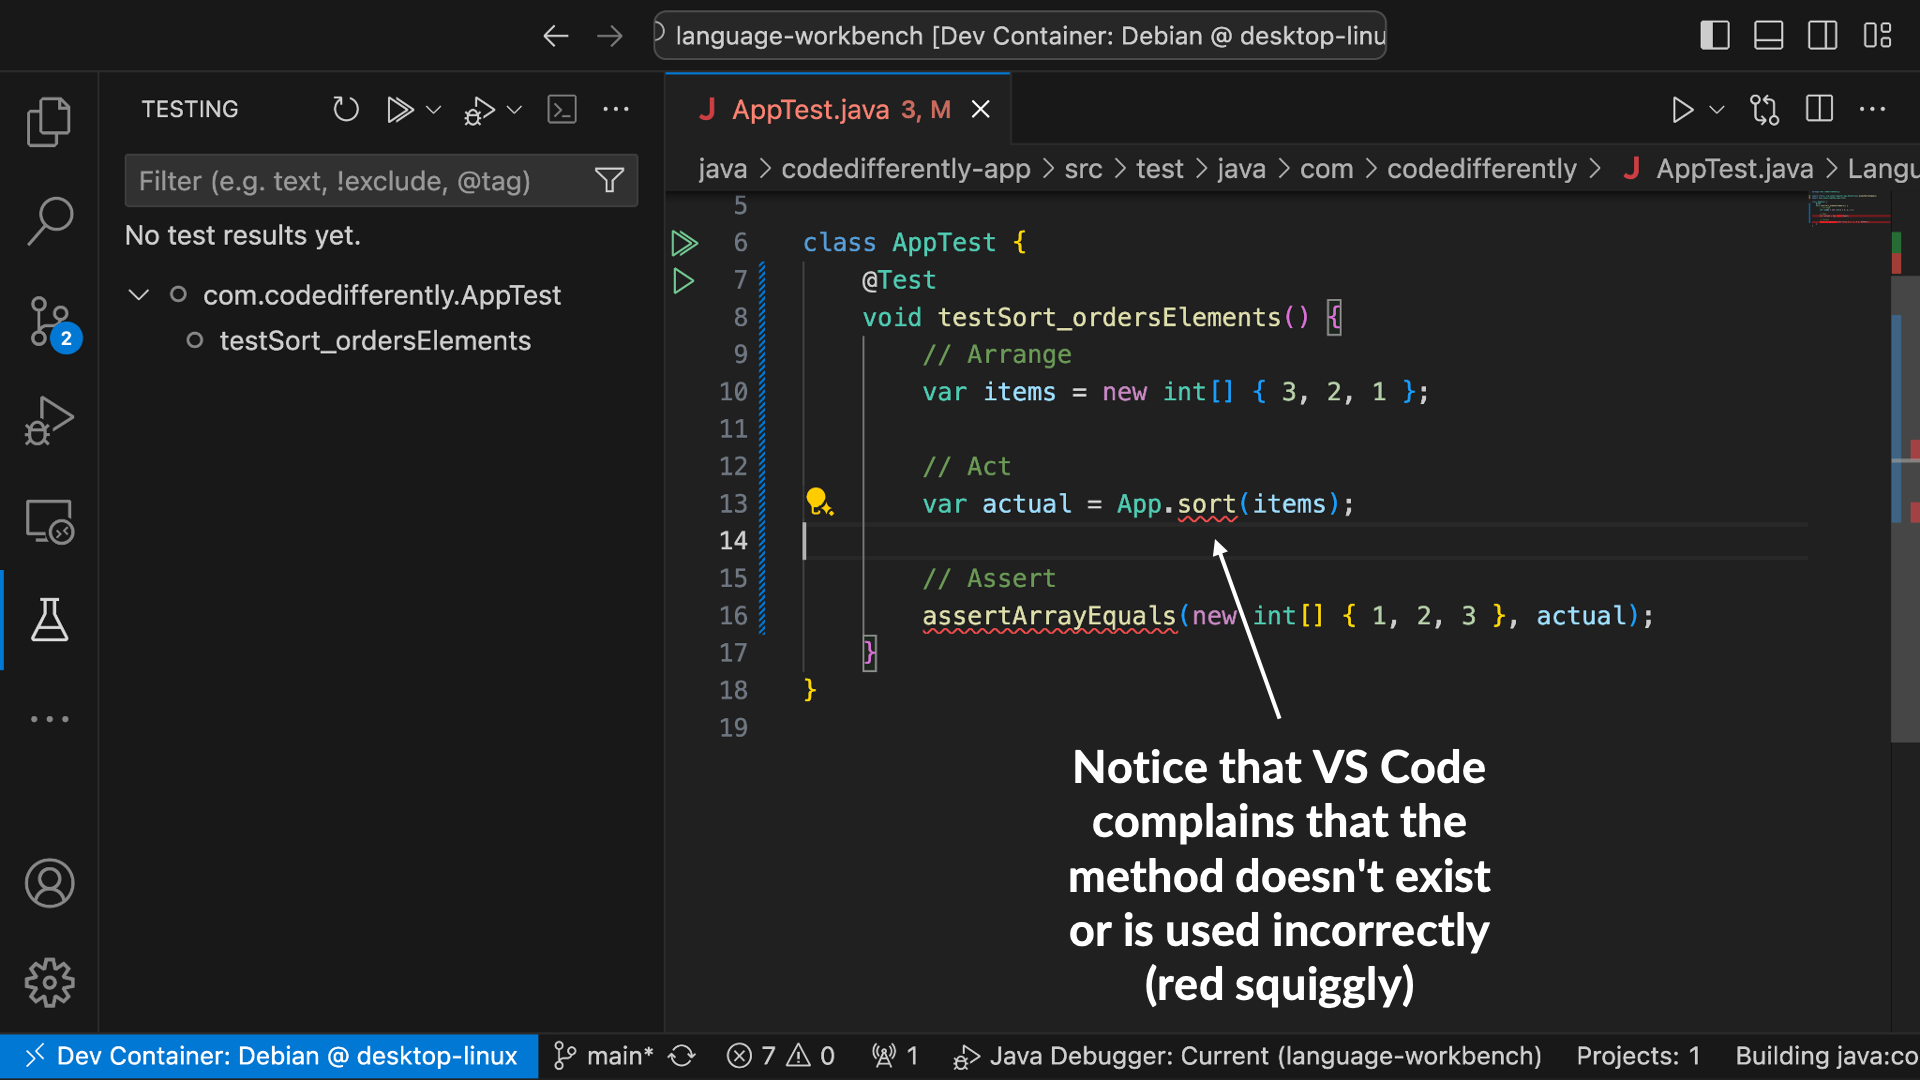 language-workbench [Dev Container: Debian @ desktop-linu
TESTING
AppTest.java 3, M
Filter (e.g. text, !exclude, @tag)
No test results yet.
com.codedifferently.AppTest
testSort_ordersElements
2
java > codedifferently-app > src > test > java > com > codedifferently > J AppTest.java > Langu
5
6 class AppTest {
7 @Test
8 void testSort_ordersElements() {
9 // Arrange
10 var items = new int[] { 3, 2, 1 };
11
12 // Act
13 var actual = App.sort(items);
14
15 // Assert
16 assertArrayEquals(new int[] { 1, 2, 3 }, actual);
17 }
18 }
19
Notice that VS Code
complains that the
method doesn't exist
or is used incorrectly
(red squiggly)
Dev Container: Debian @ desktop-linux main* 7 0 1 Java Debugger: Current (language-workbench) Projects: 1 Building java:co